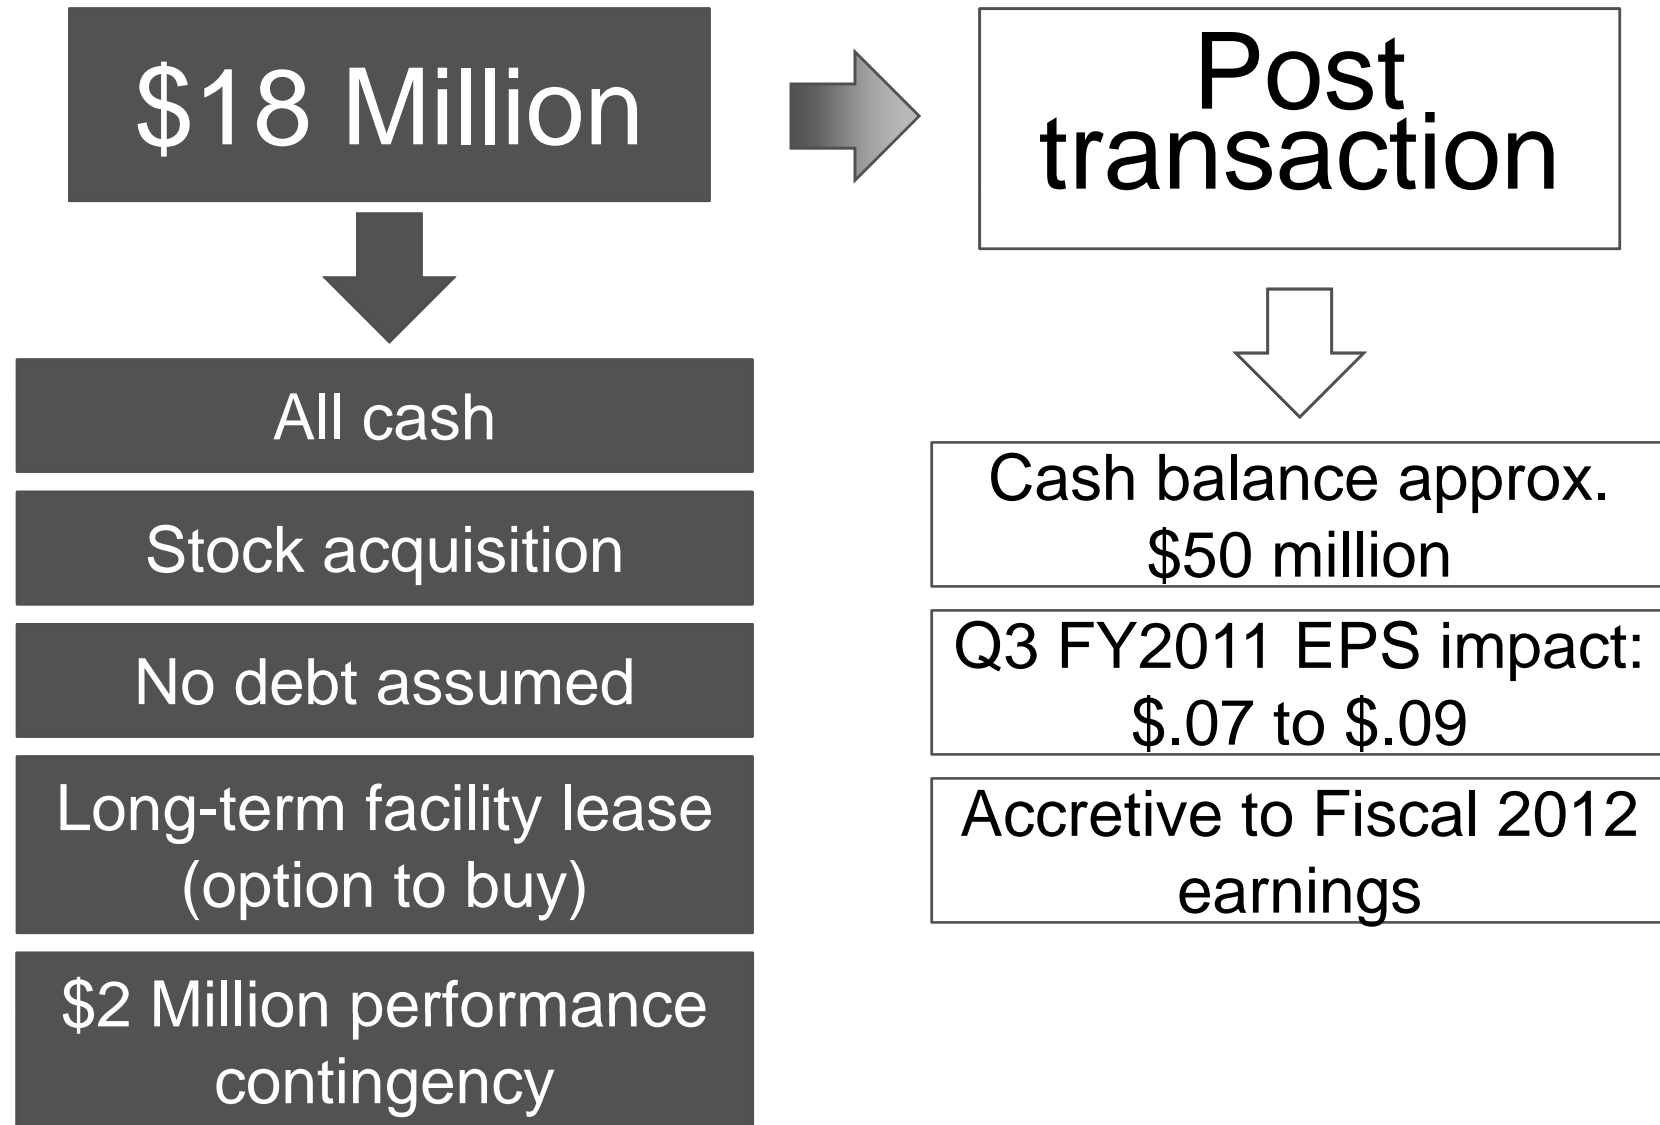 $18 Million
Post
transaction
All cash
Stock acquisition
No debt assumed
Long-term facility lease
(option to buy)
$2 Million performance
contingency
Cash balance approx.
$50 million
Q3 FY2011 EPS impact:
$.07 to $.09
Accretive to Fiscal 2012
earnings